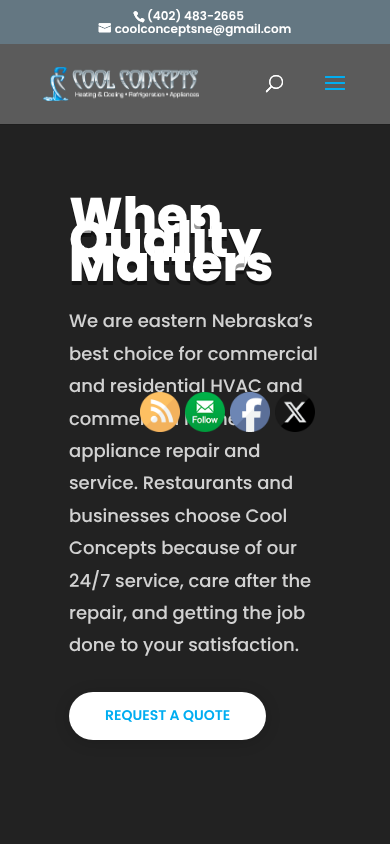 (402) 483-2665
coolconceptsne@gmail.com
COOL CONCEPTS
Heating & Cooling • Refrigeration • Appliances
When
Quality
Matters
We are eastern Nebraska’s
best choice for commercial
and residential HVAC and
Follow
appliance repair and
service. Restaurants and
businesses choose Cool
Concepts because of our
24/7 service, care after the
repair, and getting the job
done to your satisfaction.
REQUEST A QUOTE